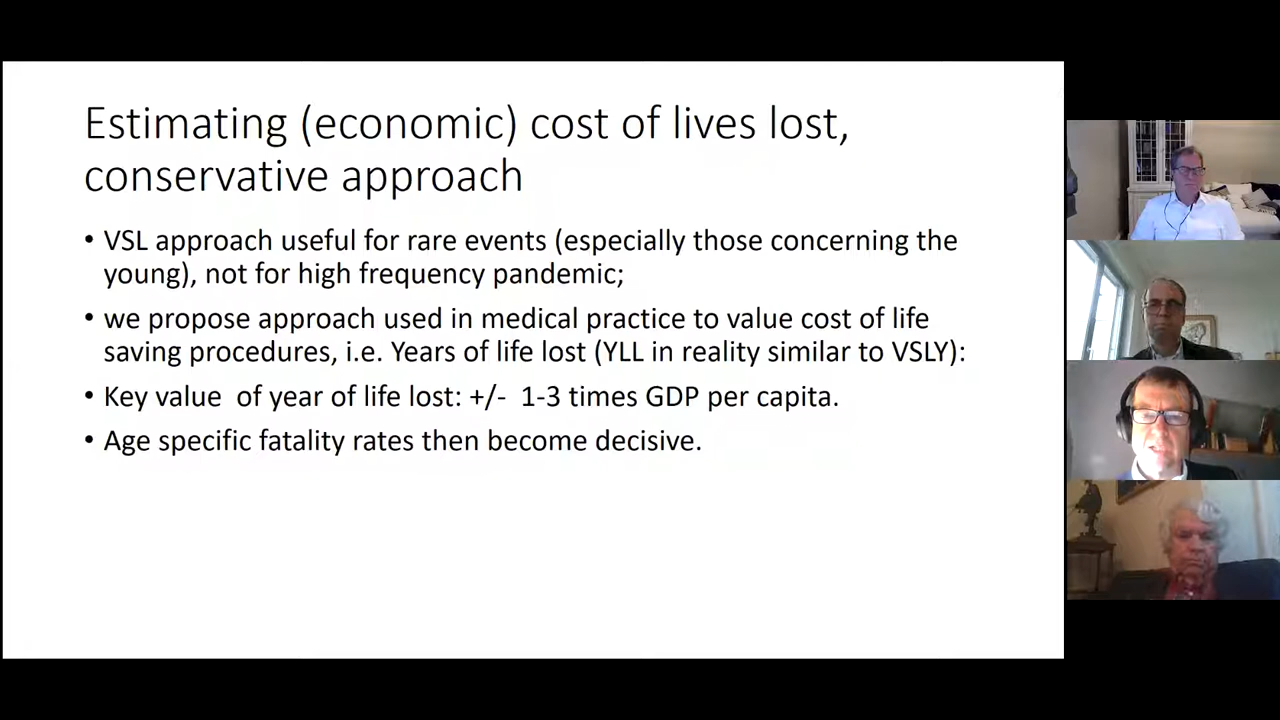 Estimating (economic) cost of lives lost,
conservative approach
• VSL approach useful for rare events (especially those concerning the
young), not for high frequency pandemic;
• we propose approach used in medical practice to value cost of life
saving procedures, i.e. Years of life lost (YLL in reality similar to VSLY):
• Key value  of year of life lost: +/-  1-3 times GDP per capita.
• Age specific fatality rates then become decisive.